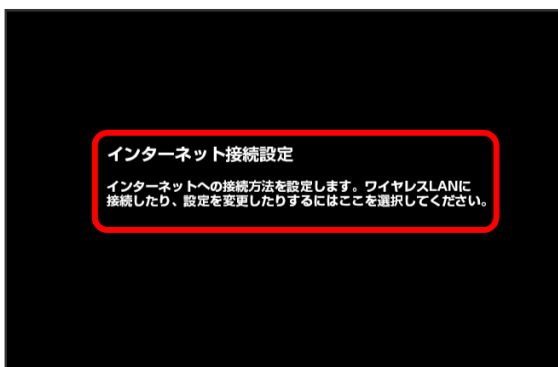 インターネット接続設定
インターネットへの接続方法を設定します。ワイヤレスLANに
接続したり、設定を変更したりするにはここを選択してください。